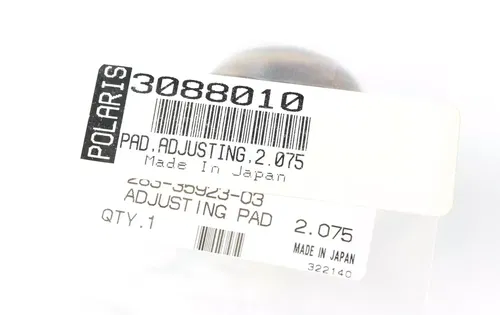 POLARIS
3088010
PAD,ADJUSTING,2.075
Made In Japan
283-35923-03
ADJUSTING PAD 2.075
QTY.1
MADE IN JAPAN
322140